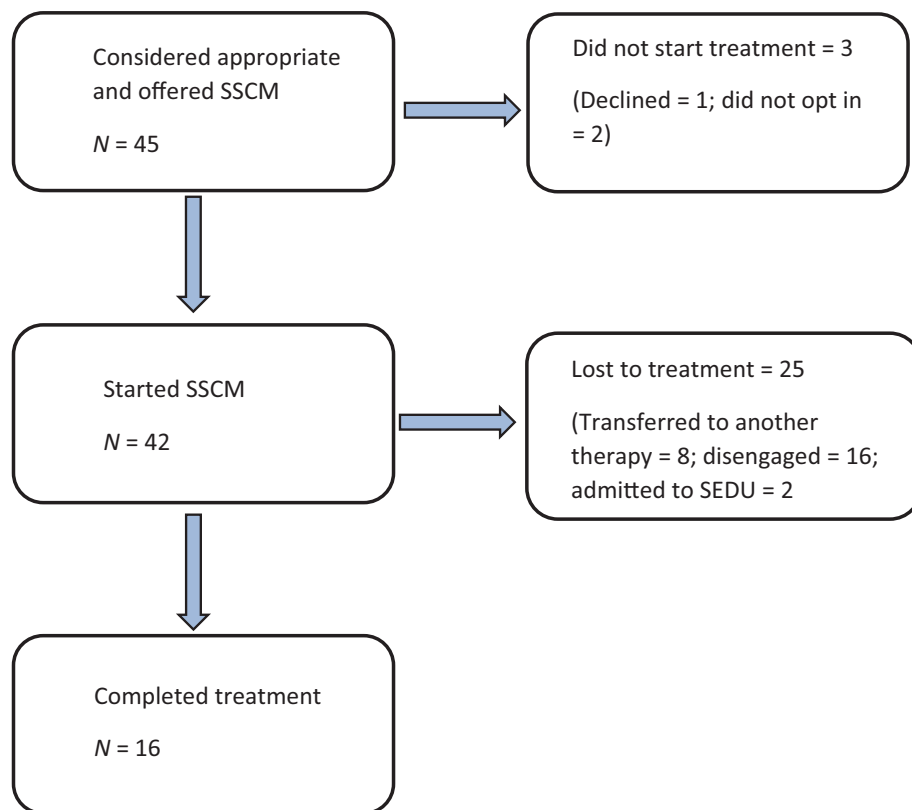 Considered appropriate
and offered SSCM
N = 45
Did not start treatment = 3
(Declined = 1; did not opt in
= 2)
Started SSCM
N = 42
Lost to treatment = 25
(Transferred to another
therapy = 8; disengaged = 16;
admitted to SEDU = 2
Completed treatment
N = 16